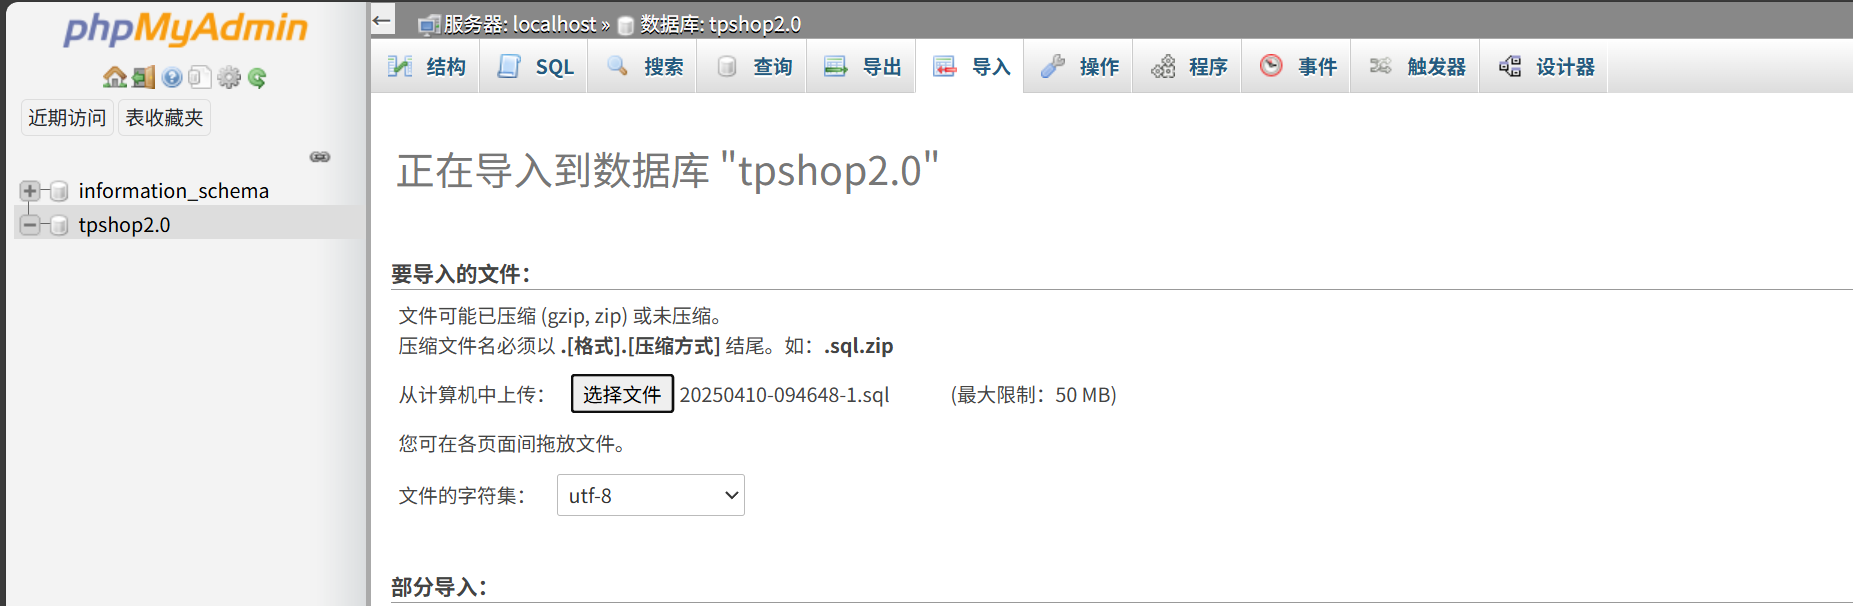 phpMyAdmin
近期访问 表收藏夹
information_schema
tpshop2.0
服务器: localhost » 数据库: tpshop2.0
结构 SQL 搜索 查询 导出 导入 操作 程序 事件 触发器 设计器
正在导入到数据库 "tpshop2.0"
要导入的文件：
文件可能已压缩 (gzip, zip) 或未压缩。
压缩文件名必须以 .[格式].[压缩方式] 结尾。如：.sql.zip
从计算机中上传： 选择文件 20250410-094648-1.sql (最大限制：50 MB)
您可在各页面间拖放文件。
文件的字符集： utf-8
部分导入：